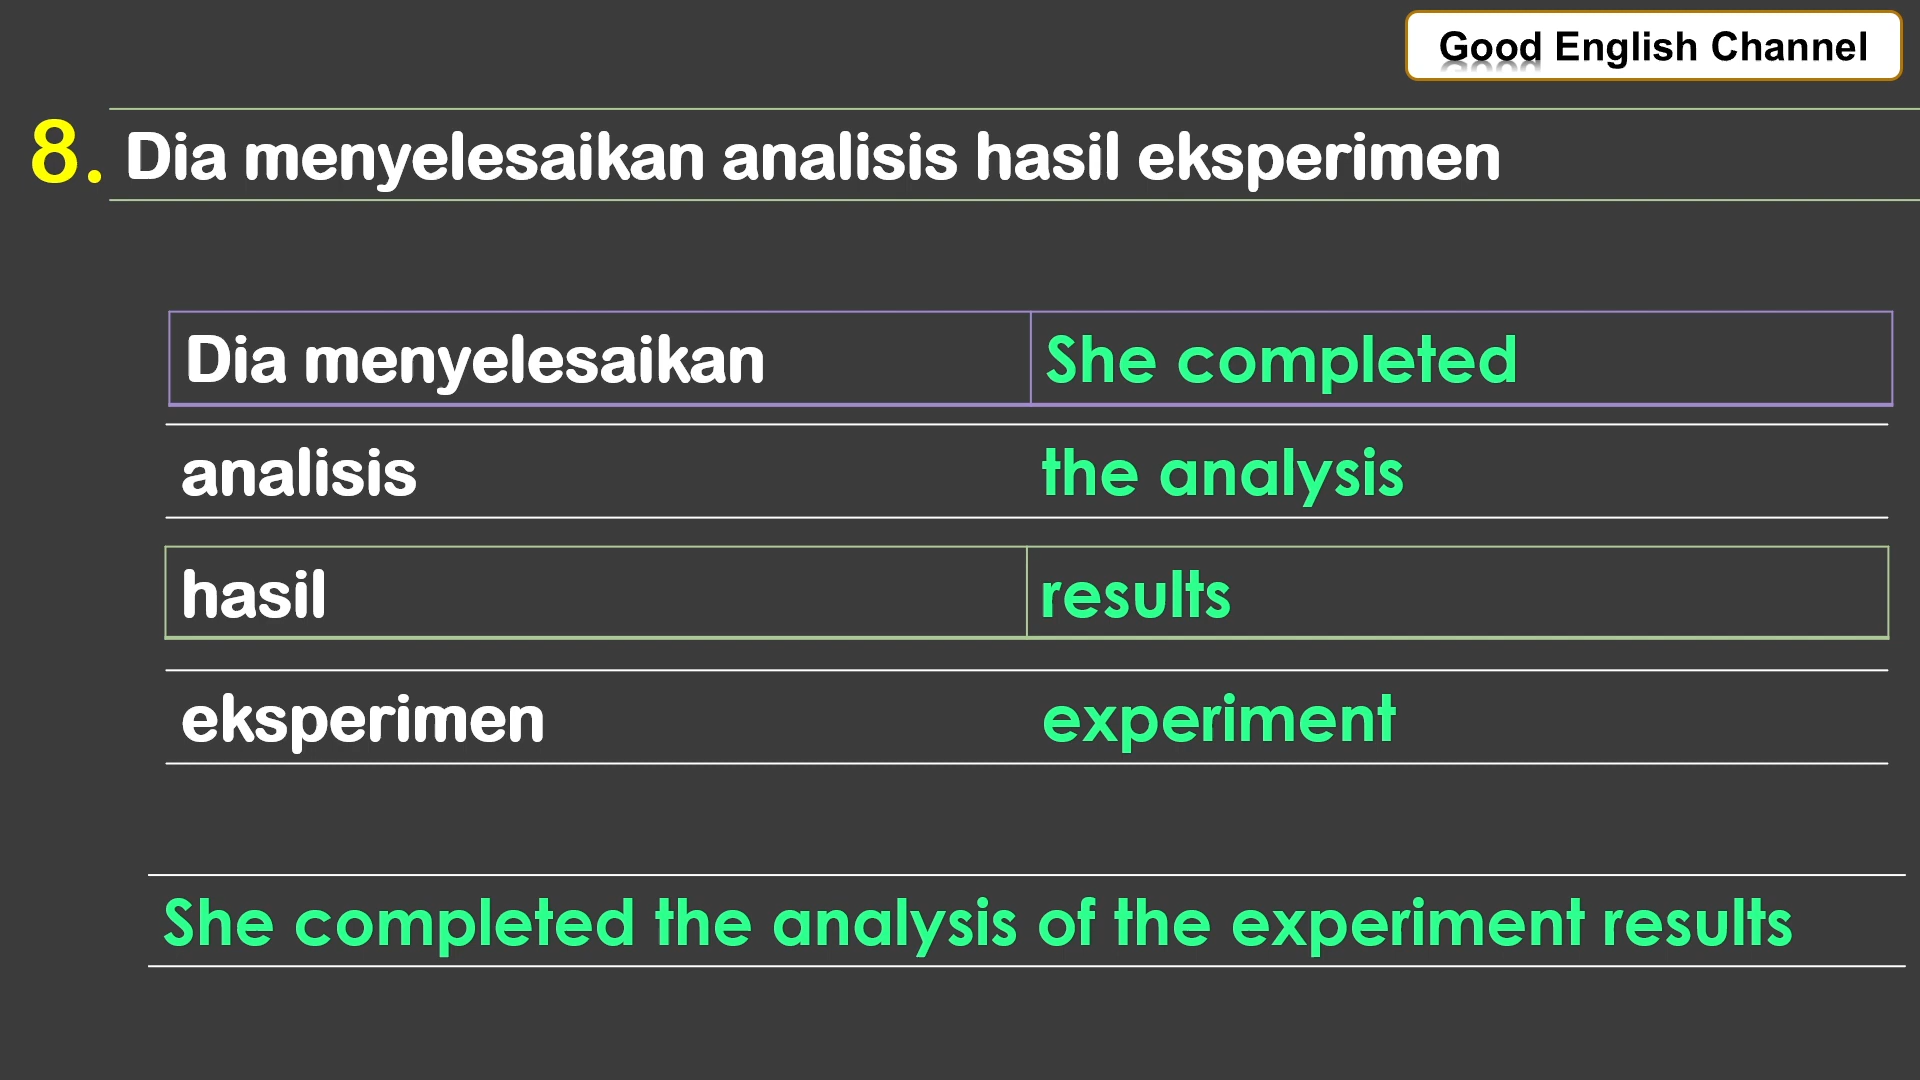 Good English Channel
8. Dia menyelesaikan analisis hasil eksperimen
Dia menyelesaikan She completed
analisis the analysis
hasil results
eksperimen experiment
She completed the analysis of the experiment results